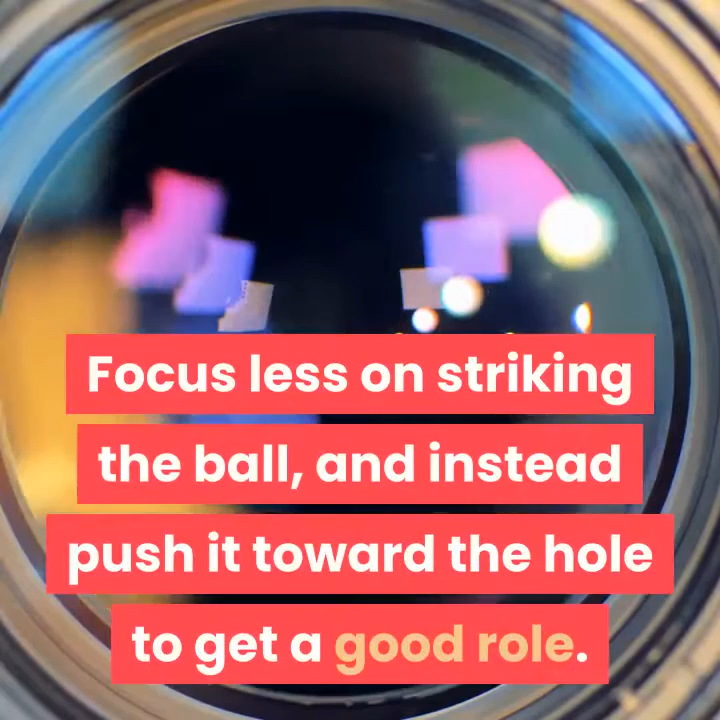 Focus less on striking
the ball, and instead
push it toward the hole
to get a good role.